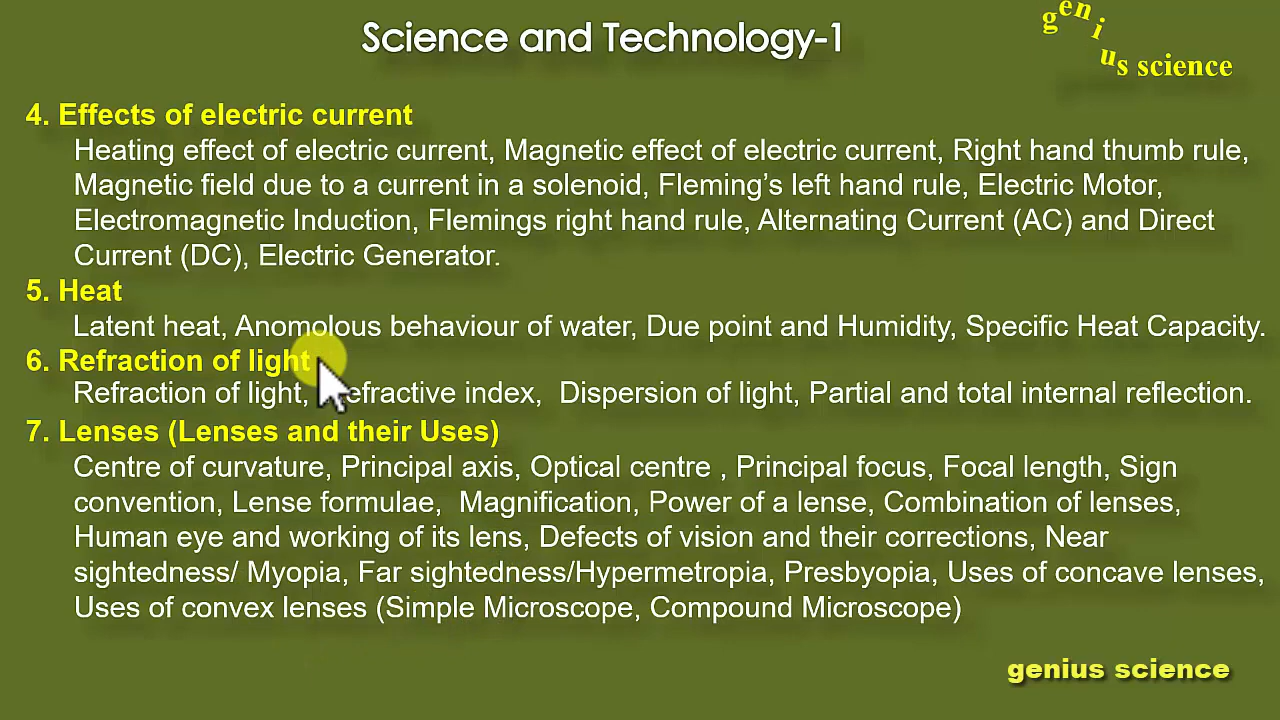 Science and Technology-1
genius science
4. Effects of electric current
Heating effect of electric current, Magnetic effect of electric current, Right hand thumb rule,
Magnetic field due to a current in a solenoid, Fleming's left hand rule, Electric Motor,
Electromagnetic Induction, Flemings right hand rule, Alternating Current (AC) and Direct
Current (DC), Electric Generator.
5. Heat
Latent heat, Anomolous behaviour of water, Due point and Humidity, Specific Heat Capacity.
6. Refraction of light
Refraction of light, Refractive index, Dispersion of light, Partial and total internal reflection.
7. Lenses (Lenses and their Uses)
Centre of curvature, Principal axis, Optical centre , Principal focus, Focal length, Sign
convention, Lense formulae, Magnification, Power of a lense, Combination of lenses,
Human eye and working of its lens, Defects of vision and their corrections, Near
sightedness/ Myopia, Far sightedness/Hypermetropia, Presbyopia, Uses of concave lenses,
Uses of convex lenses (Simple Microscope, Compound Microscope)
genius science